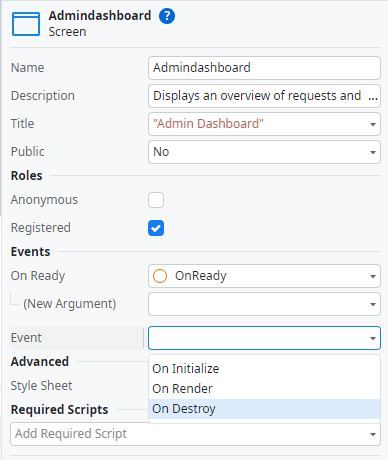 Admindashboard ?
Screen
Name Admindashboard
Description Displays an overview of requests and ...
Title "Admin Dashboard"
Public No
Roles
Anonymous
Registered
Events
On Ready OnReady
(New Argument)
Event
On Initialize
On Render
On Destroy
Advanced
Style Sheet
Required Scripts
Add Required Script